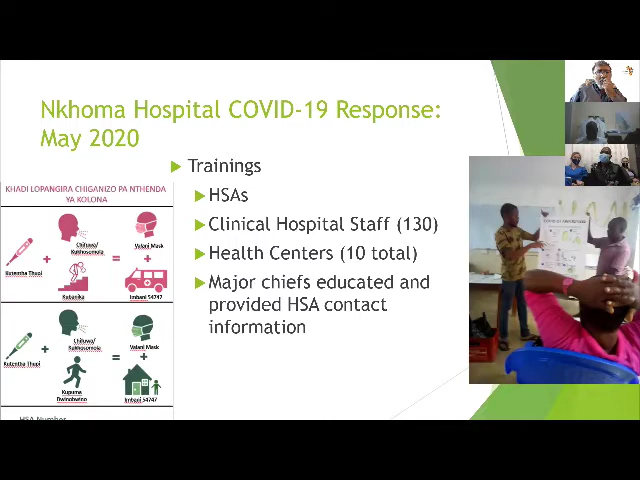 Nkhoma Hospital COVID-19 Response:
May 2020
Trainings
HSAs
Clinical Hospital Staff (130)
Health Centers (10 total)
Major chiefs educated and
provided HSA contact
information
KHADI LOPANGIRA CHIGANIZO PA NTHENDA
YA KOLONA
Chifuwa/
Kukhosomola
Valani Mask
Kutentha Thupi
Kubanika
Imbani 54747
Chifuwa/
Kukhosomola
Valani Mask
Kutentha Thupi
Kupuma
Bwinobwino
Imbani 54747